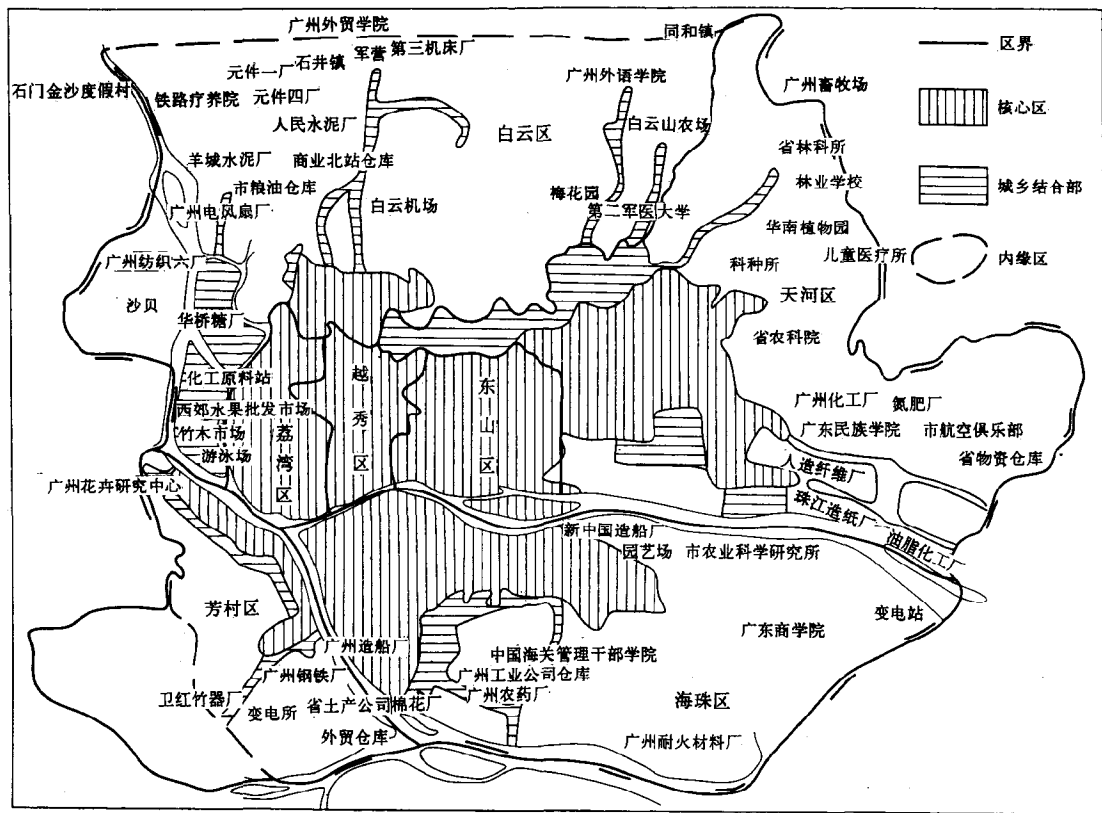 广州外贸学院
同和镇
区界
石井镇
军营
第三机床厂
元件一厂
广州外语学院
广州畜牧场
石门金沙度假村
铁路疗养院
元件四厂
核心区
人民水泥厂
白云区
白云山农场
省林科所
羊城水泥厂
商业北站仓库
市粮油仓库
梅花园
林业学校
城乡结合部
广州电风扇厂
白云机场
第二军医大学
华南植物园
广州纺织六厂
科种所
儿童医疗所
内缘区
沙贝
天河区
华桥糖厂
省农科院
化工原料站
越秀区
东山区
西郊水果批发市场
广州化工厂
氮肥厂
竹木市场
荔湾区
广东民族学院
市航空俱乐部
游泳场
造纤维厂
省物资仓库
广州花卉研究中心
珠江造纸厂
新中国造船厂
油脂化工厂
园艺场
市农业科学研究所
芳村区
变电站
广东商学院
广州造船厂
中国海关管理干部学院
广州钢铁厂
广州工业公司仓库
卫红竹器厂
广州农药厂
变电所
省土产公司棉花厂
海珠区
外贸仓库
广州耐火材料厂